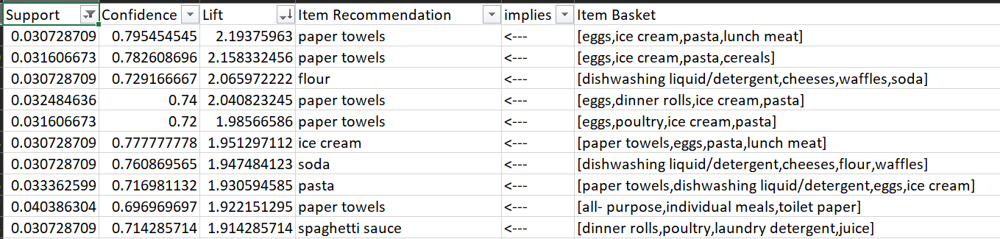 Support Confidence Lift Item Recommendation implies Item Basket
0.030728709 0.795454545 2.19375963 paper towels <--- [eggs,ice cream,pasta,lunch meat]
0.031606673 0.782608696 2.158332456 paper towels <--- [eggs,ice cream,pasta,cereals]
0.030728709 0.729166667 2.065972222 flour <--- [dishwashing liquid/detergent,cheeses,waffles,soda]
0.032484636 0.74 2.040823245 paper towels <--- [eggs,dinner rolls,ice cream,pasta]
0.031606673 0.72 1.98566586 paper towels <--- [eggs,poultry,ice cream,pasta]
0.030728709 0.777777778 1.951297112 ice cream <--- [paper towels,eggs,pasta,lunch meat]
0.030728709 0.760869565 1.947484123 soda <--- [dishwashing liquid/detergent,cheeses,flour,waffles]
0.033362599 0.716981132 1.930594585 pasta <--- [paper towels,dishwashing liquid/detergent,eggs,ice cream]
0.040386304 0.696969697 1.922151295 paper towels <--- [all- purpose,individual meals,toilet paper]
0.030728709 0.714285714 1.914285714 spaghetti sauce <--- [dinner rolls,poultry,laundry detergent,juice]